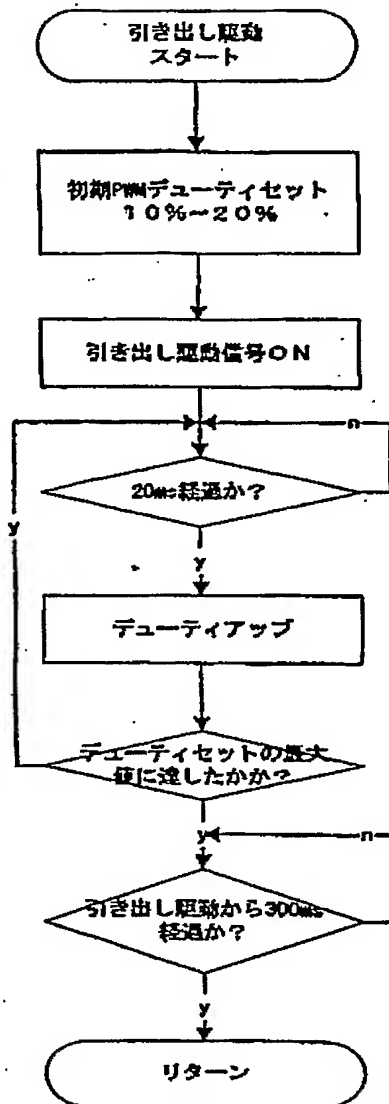 引き出し駆動
スタート
初期PWMデューティセット
10%~20%
引き出し駆動信号ON
n
20ms経過か?
y
y
デューティアップ
デューティセットの最大
値に達したかか?
y
n
引き出し駆動から300ms
経過か?
y
リターン